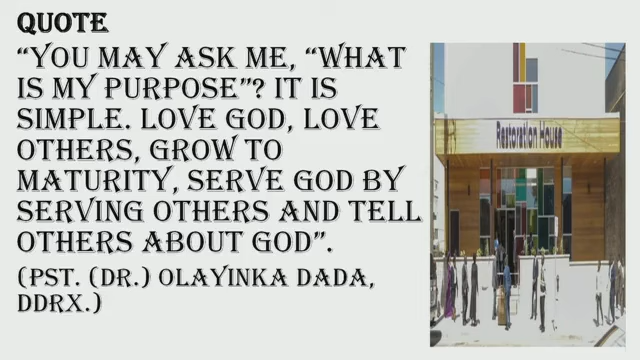 QUOTE
“YOU MAY ASK ME, “WHAT
IS MY PURPOSE”? IT IS
SIMPLE. LOVE GOD, LOVE
OTHERS, GROW TO
MATURITY, SERVE GOD BY
SERVING OTHERS AND TELL
OTHERS ABOUT GOD”.
(PST. (DR.) OLAYINKA DADA,
DDRX.)
Restoration House